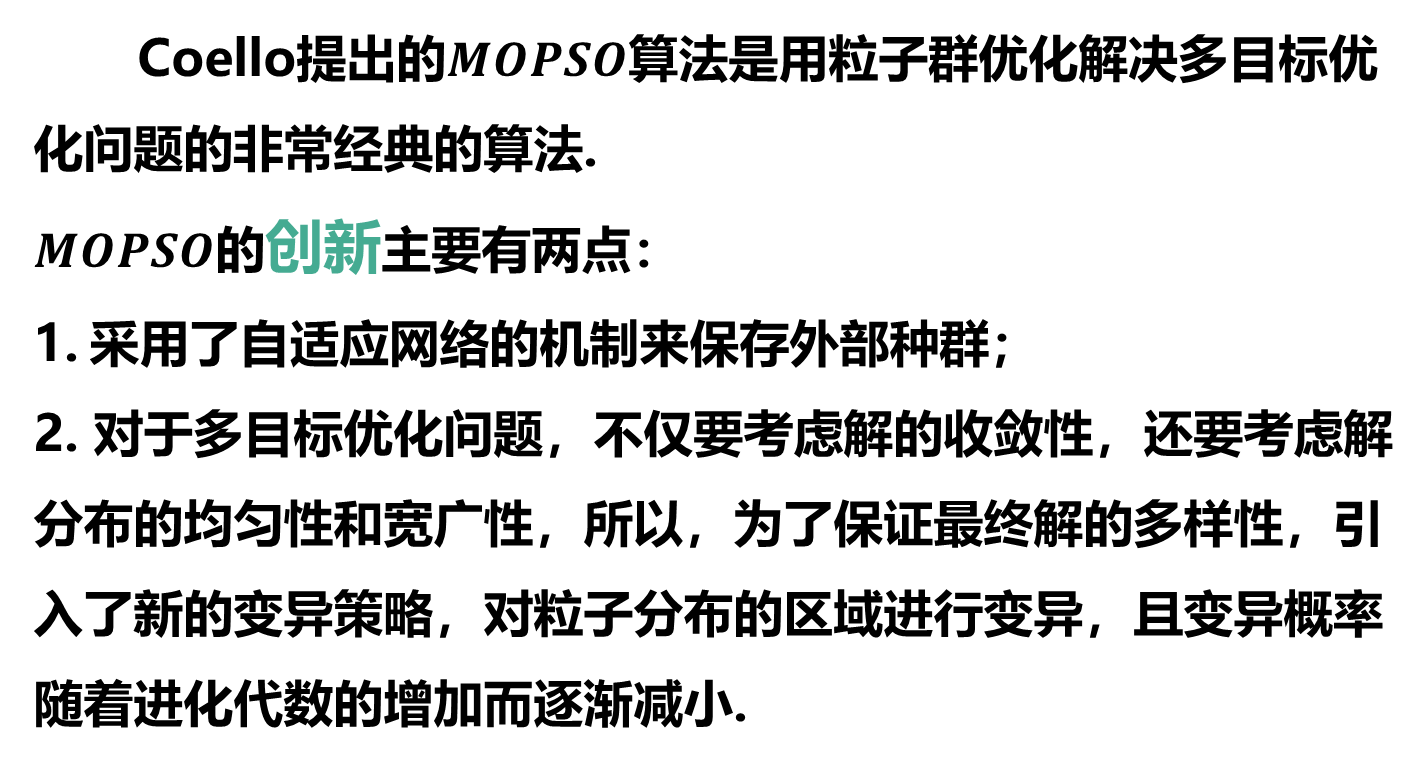 Coello提出的MOPSO算法是用粒子群优化解决多目标优
化问题的非常经典的算法.
MOPSO的创新主要有两点：
1. 采用了自适应网络的机制来保存外部种群；
2. 对于多目标优化问题，不仅要考虑解的收敛性，还要考虑解
分布的均匀性和宽广性，所以，为了保证最终解的多样性，引
入了新的变异策略，对粒子分布的区域进行变异，且变异概率
随着进化代数的增加而逐渐减小.